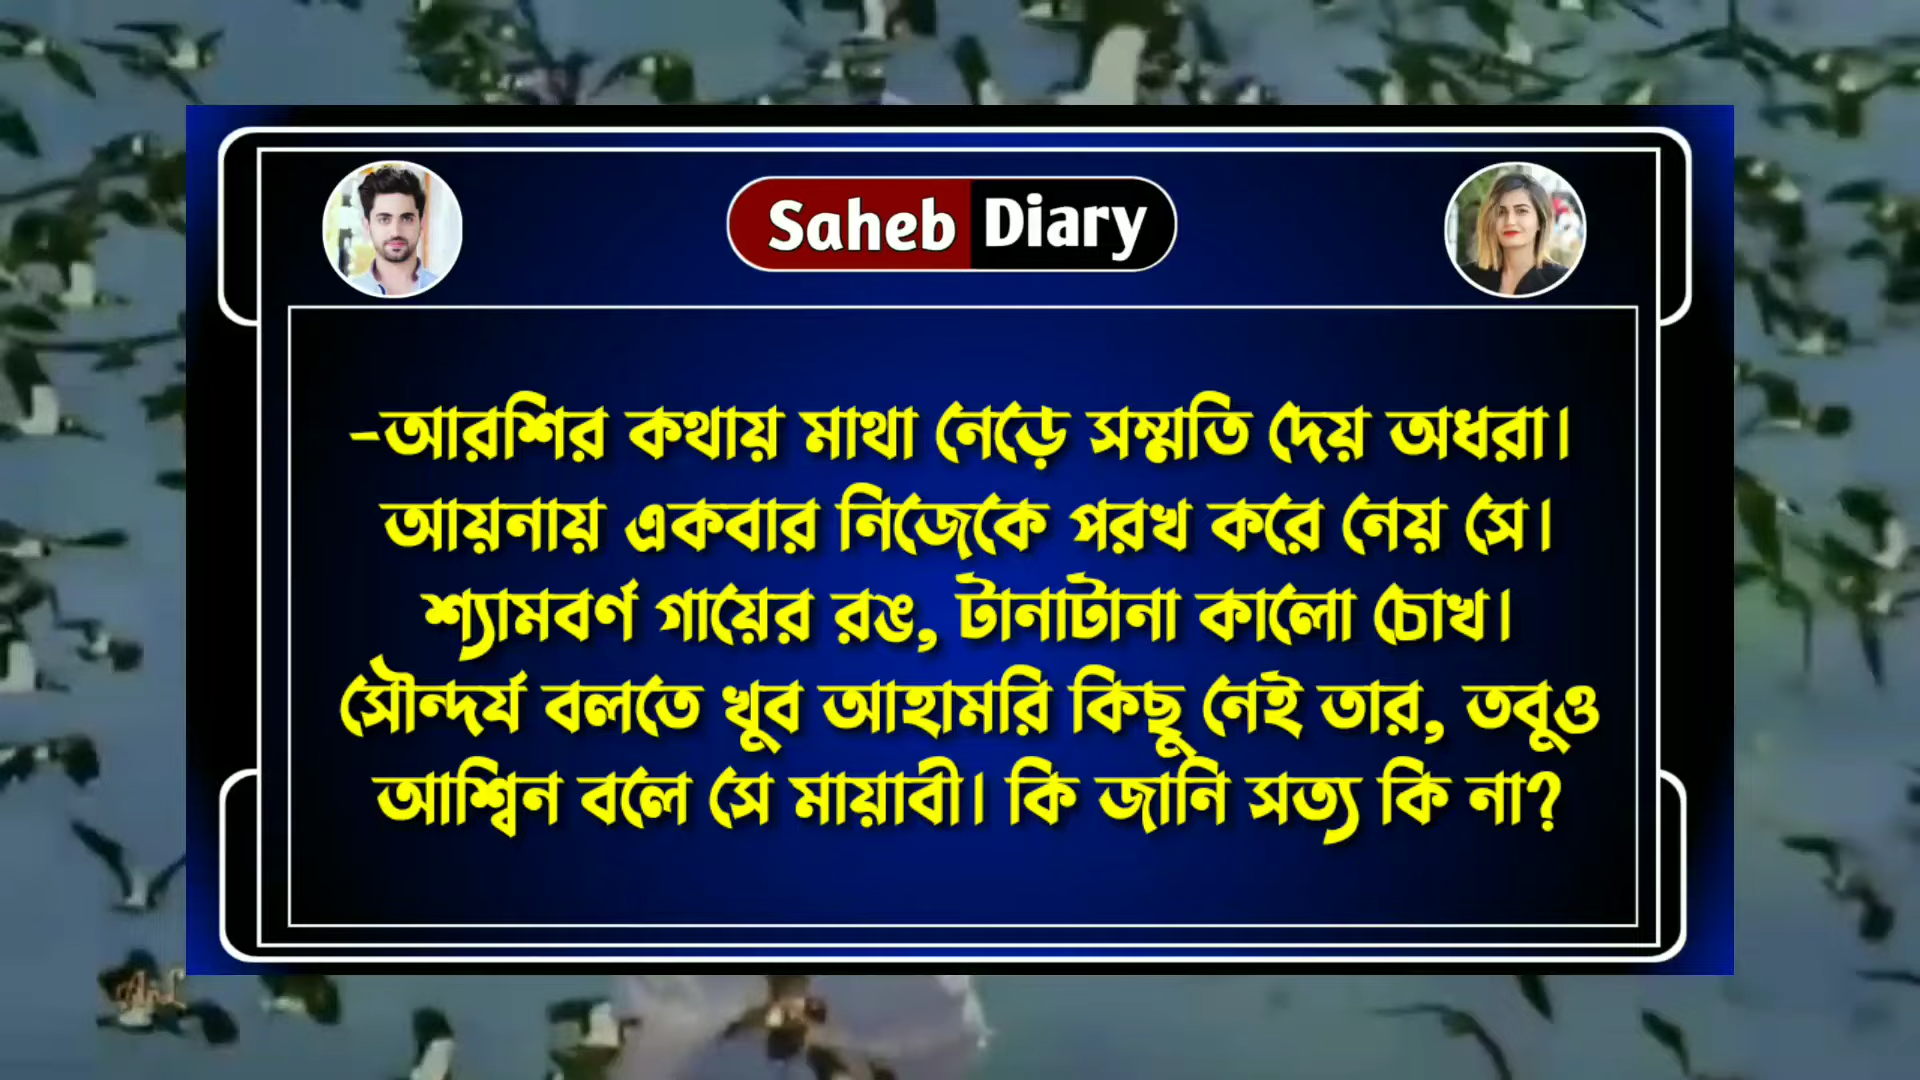 Saheb Diary
-আরশির কথায় মাথা নেড়ে সম্মতি দেয় অধরা।
আয়নায় একবার নিজেকে পরখ করে নেয় সে।
শ্যামবর্ণ গায়ের রঙ, টানাটানা কালো চোখ।
সৌন্দর্য বলতে খুব আহামরি কিছু নেই তার, তবুও
আশ্বিন বলে সে মায়াবী। কি জানি সত্য কি না?